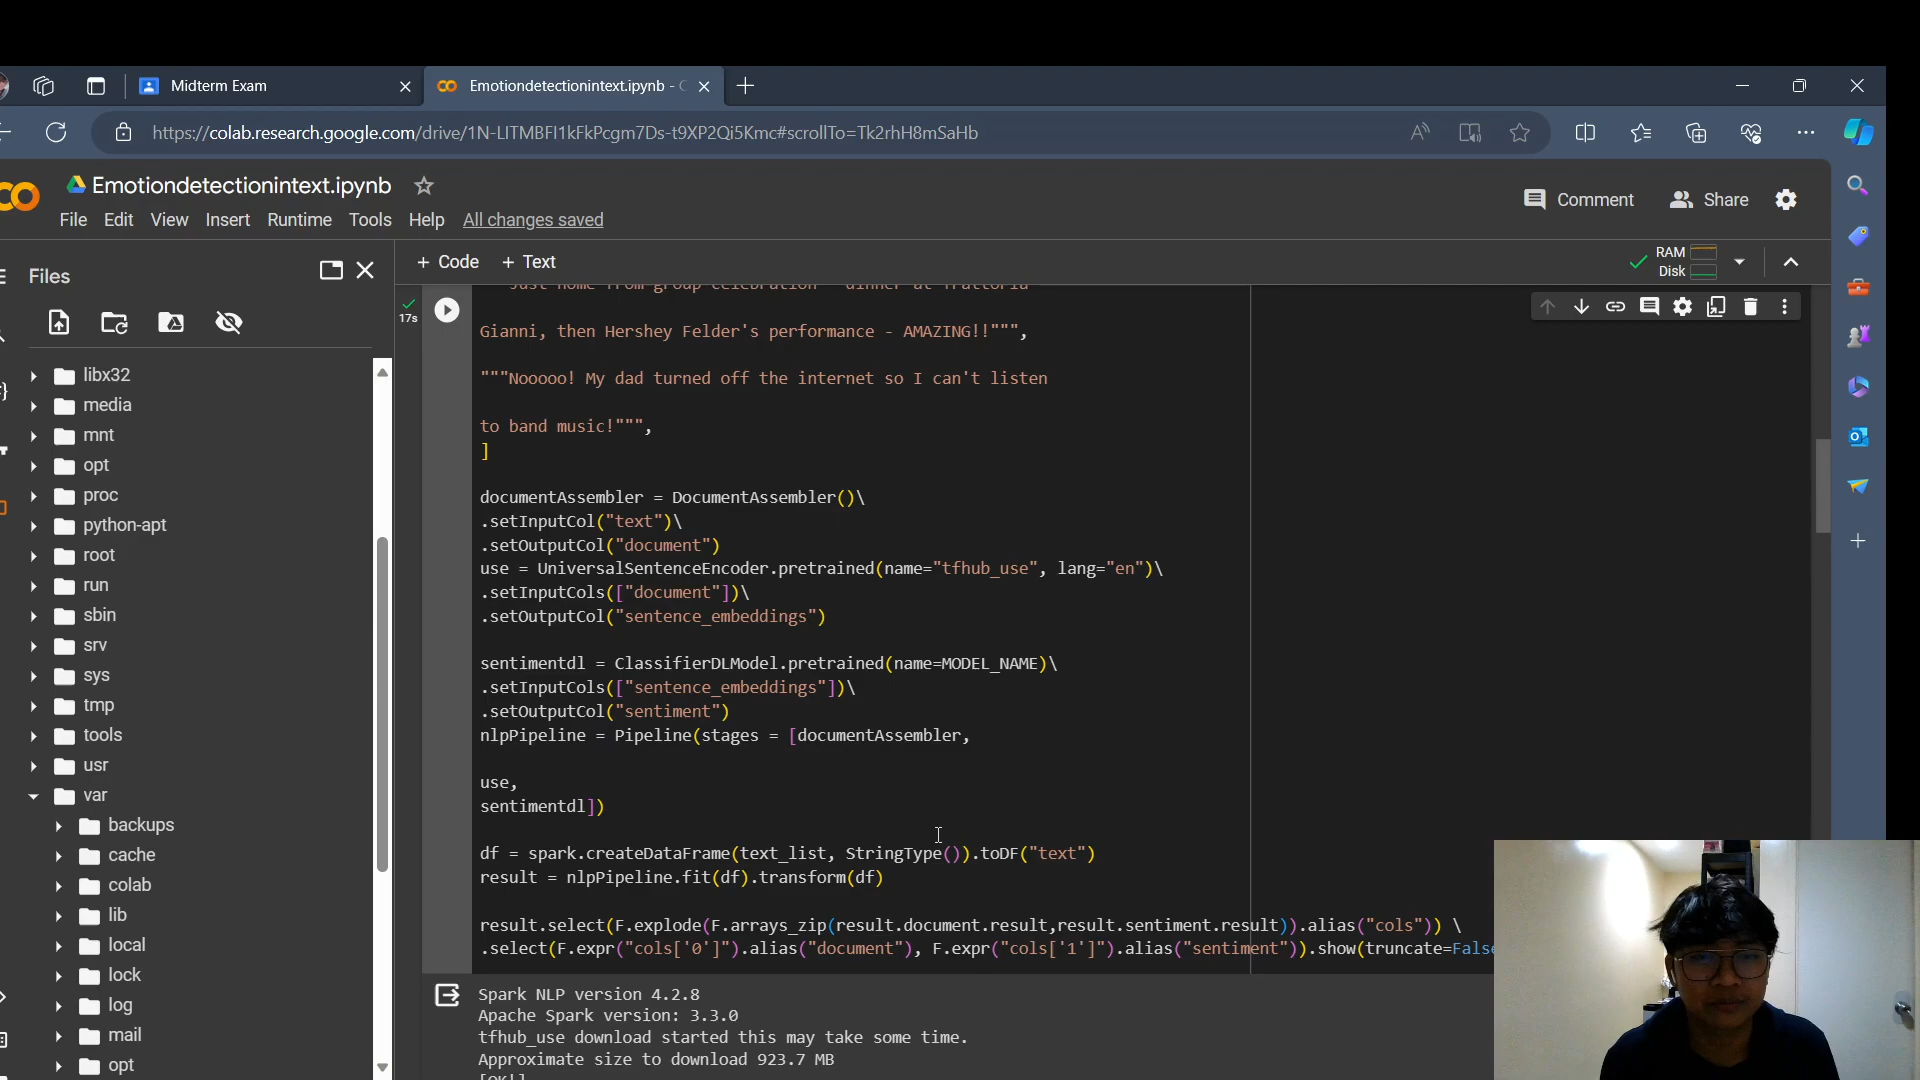 Midterm Exam
Emotiondetectionintext.ipynb - C
https://colab.research.google.com/drive/1N-LITMBFI1kFkPcgm7Ds-t9XP2Qi5Kmc#scrollTo=Tk2rhH8mSaHb
Emotiondetectionintext.ipynb
Comment
Share
File Edit View Insert Runtime Tools Help All changes saved
Files
+ Code + Text
RAM
Disk
libx32
media
mnt
opt
proc
python-apt
root
run
sbin
srv
sys
tmp
tools
usr
var
backups
cache
colab
lib
local
lock
log
mail
opt
17s
Just home from group celebration - dinner at Trattoria
Gianni, then Hershey Felder's performance - AMAZING!!""",
"""Nooooo! My dad turned off the internet so I can't listen
to band music!""",
]
documentAssembler = DocumentAssembler()\
.setInputCol("text")\
.setOutputCol("document")
use = UniversalSentenceEncoder.pretrained(name="tfhub_use", lang="en")\
.setInputCols(["document"])\
.setOutputCol("sentence_embeddings")
sentimentdl = ClassifierDLModel.pretrained(name=MODEL_NAME)\
.setInputCols(["sentence_embeddings"])\
.setOutputCol("sentiment")
nlpPipeline = Pipeline(stages = [documentAssembler,
use,
sentimentdl])
df = spark.createDataFrame(text_list, StringType()).toDF("text")
result = nlpPipeline.fit(df).transform(df)
result.select(F.explode(F.arrays_zip(result.document.result,result.sentiment.result)).alias("cols")) \
.select(F.expr("cols['0']").alias("document"), F.expr("cols['1']").alias("sentiment")).show(truncate=False
Spark NLP version 4.2.8
Apache Spark version: 3.3.0
tfhub_use download started this may take some time.
Approximate size to download 923.7 MB
[OK!]